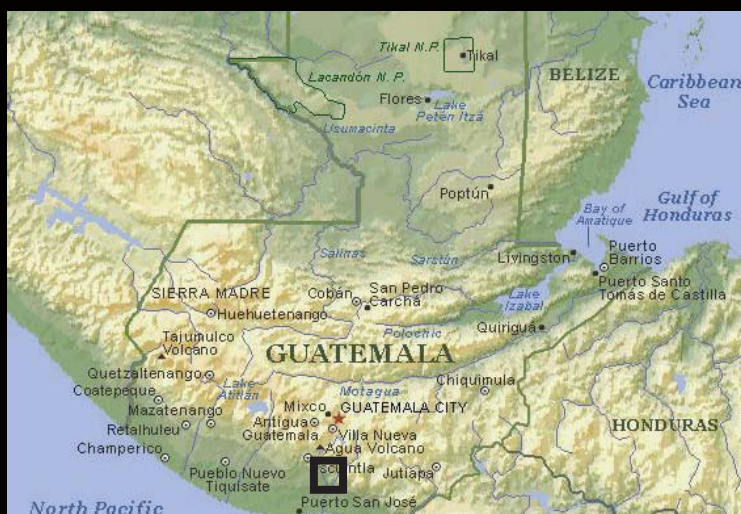 Tikal N.P.
Tikal
Lacandón N.P.
BELIZE
Caribbean
Sea
Flores
Lake
Petén Itzá
Usumacinta
Poptún
Gulf of
Honduras
Bay of
Amatique
Salinas
Sarstún
Livingston
Puerto
Barrios
Puerto Santo
Tomás de Castilla
SIERRA MADRE
Cobán
San Pedro
Carchá
Lake
Izabal
Huehuetenango
Polochic
Quiriguá
Tajumulco
Volcano
GUATEMALA
Quetzaltenango
Coatepeque
Lake
Atitlán
Motagua
Chiquimula
Mazatenango
Mixco
GUATEMALA CITY
Retalhuleu
Antigua
Guatemala
Villa Nueva
HONDURAS
Champerico
Agua Volcano
Pueblo Nuevo
Tiquisate
Jutiapa
Puerto San José
North Pacific